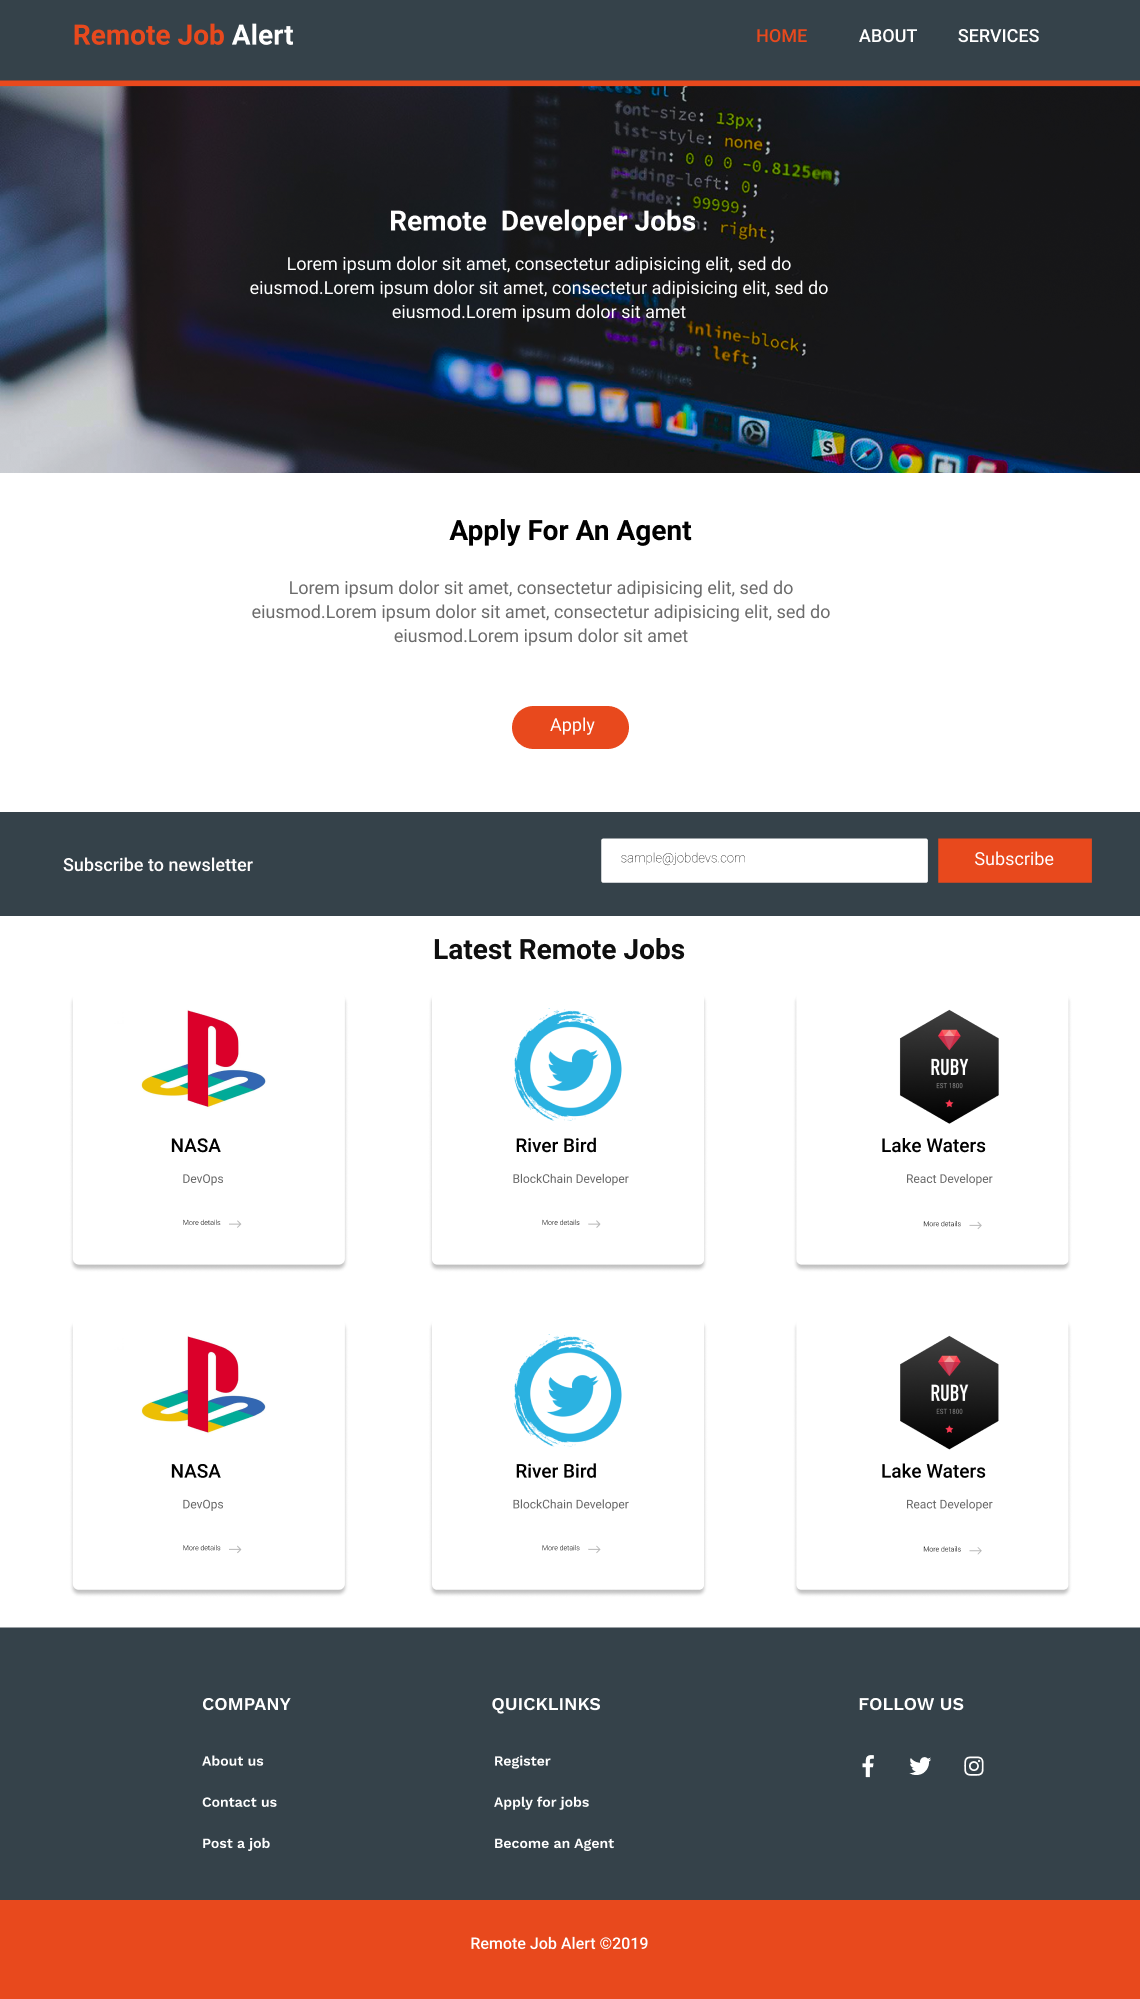 Remote Job Alert
HOME ABOUT SERVICES
access ul {
font-size: 13px;
list-style: none;
margin: 0 0 0 -0.8125em;
padding-left: 0;
z-index: 99999;
right;
Remote Developer Jobs
Lorem ipsum dolor sit amet, consectetur adipisicing elit, sed do
eiusmod.Lorem ipsum dolor sit amet, consectetur adipisicing elit, sed do
eiusmod.Lorem ipsum dolor sit amet
inline-block;
text-align: left;
S
Apply For An Agent
Lorem ipsum dolor sit amet, consectetur adipisicing elit, sed do
eiusmod.Lorem ipsum dolor sit amet, consectetur adipisicing elit, sed do
eiusmod.Lorem ipsum dolor sit amet
Apply
Subscribe to newsletter
sample@jobdevs.com
Subscribe
Latest Remote Jobs
NASA
DevOps
More details
River Bird
BlockChain Developer
More details
RUBY
EST 1800
Lake Waters
React Developer
More details
NASA
DevOps
More details
River Bird
BlockChain Developer
More details
RUBY
EST 1800
Lake Waters
React Developer
More details
COMPANY
About us
Contact us
Post a job
QUICKLINKS
Register
Apply for jobs
Become an Agent
FOLLOW US
Remote Job Alert ©2019